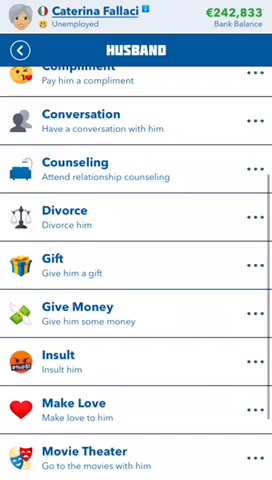 Caterina Fallaci i
€242,833
Unemployed
Bank Balance
HUSBAND
Compliment
Pay him a compliment
Conversation
Have a conversation with him
Counseling
Attend relationship counseling
Divorce
Divorce him
Gift
Give him a gift
Give Money
Give him some money
Insult
Insult him
Make Love
Make love to him
Movie Theater
Go to the movies with him